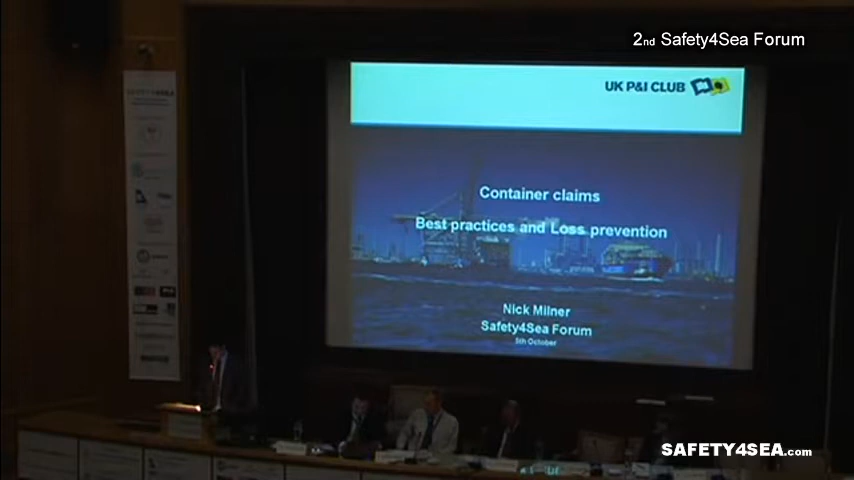 2nd Safety4Sea Forum
UK P&I CLUB
SAFETY4SEA
Container claims
Best practices and Loss prevention
Nick Milner
Safety4Sea Forum
5th October
SAFETY4SEA.com